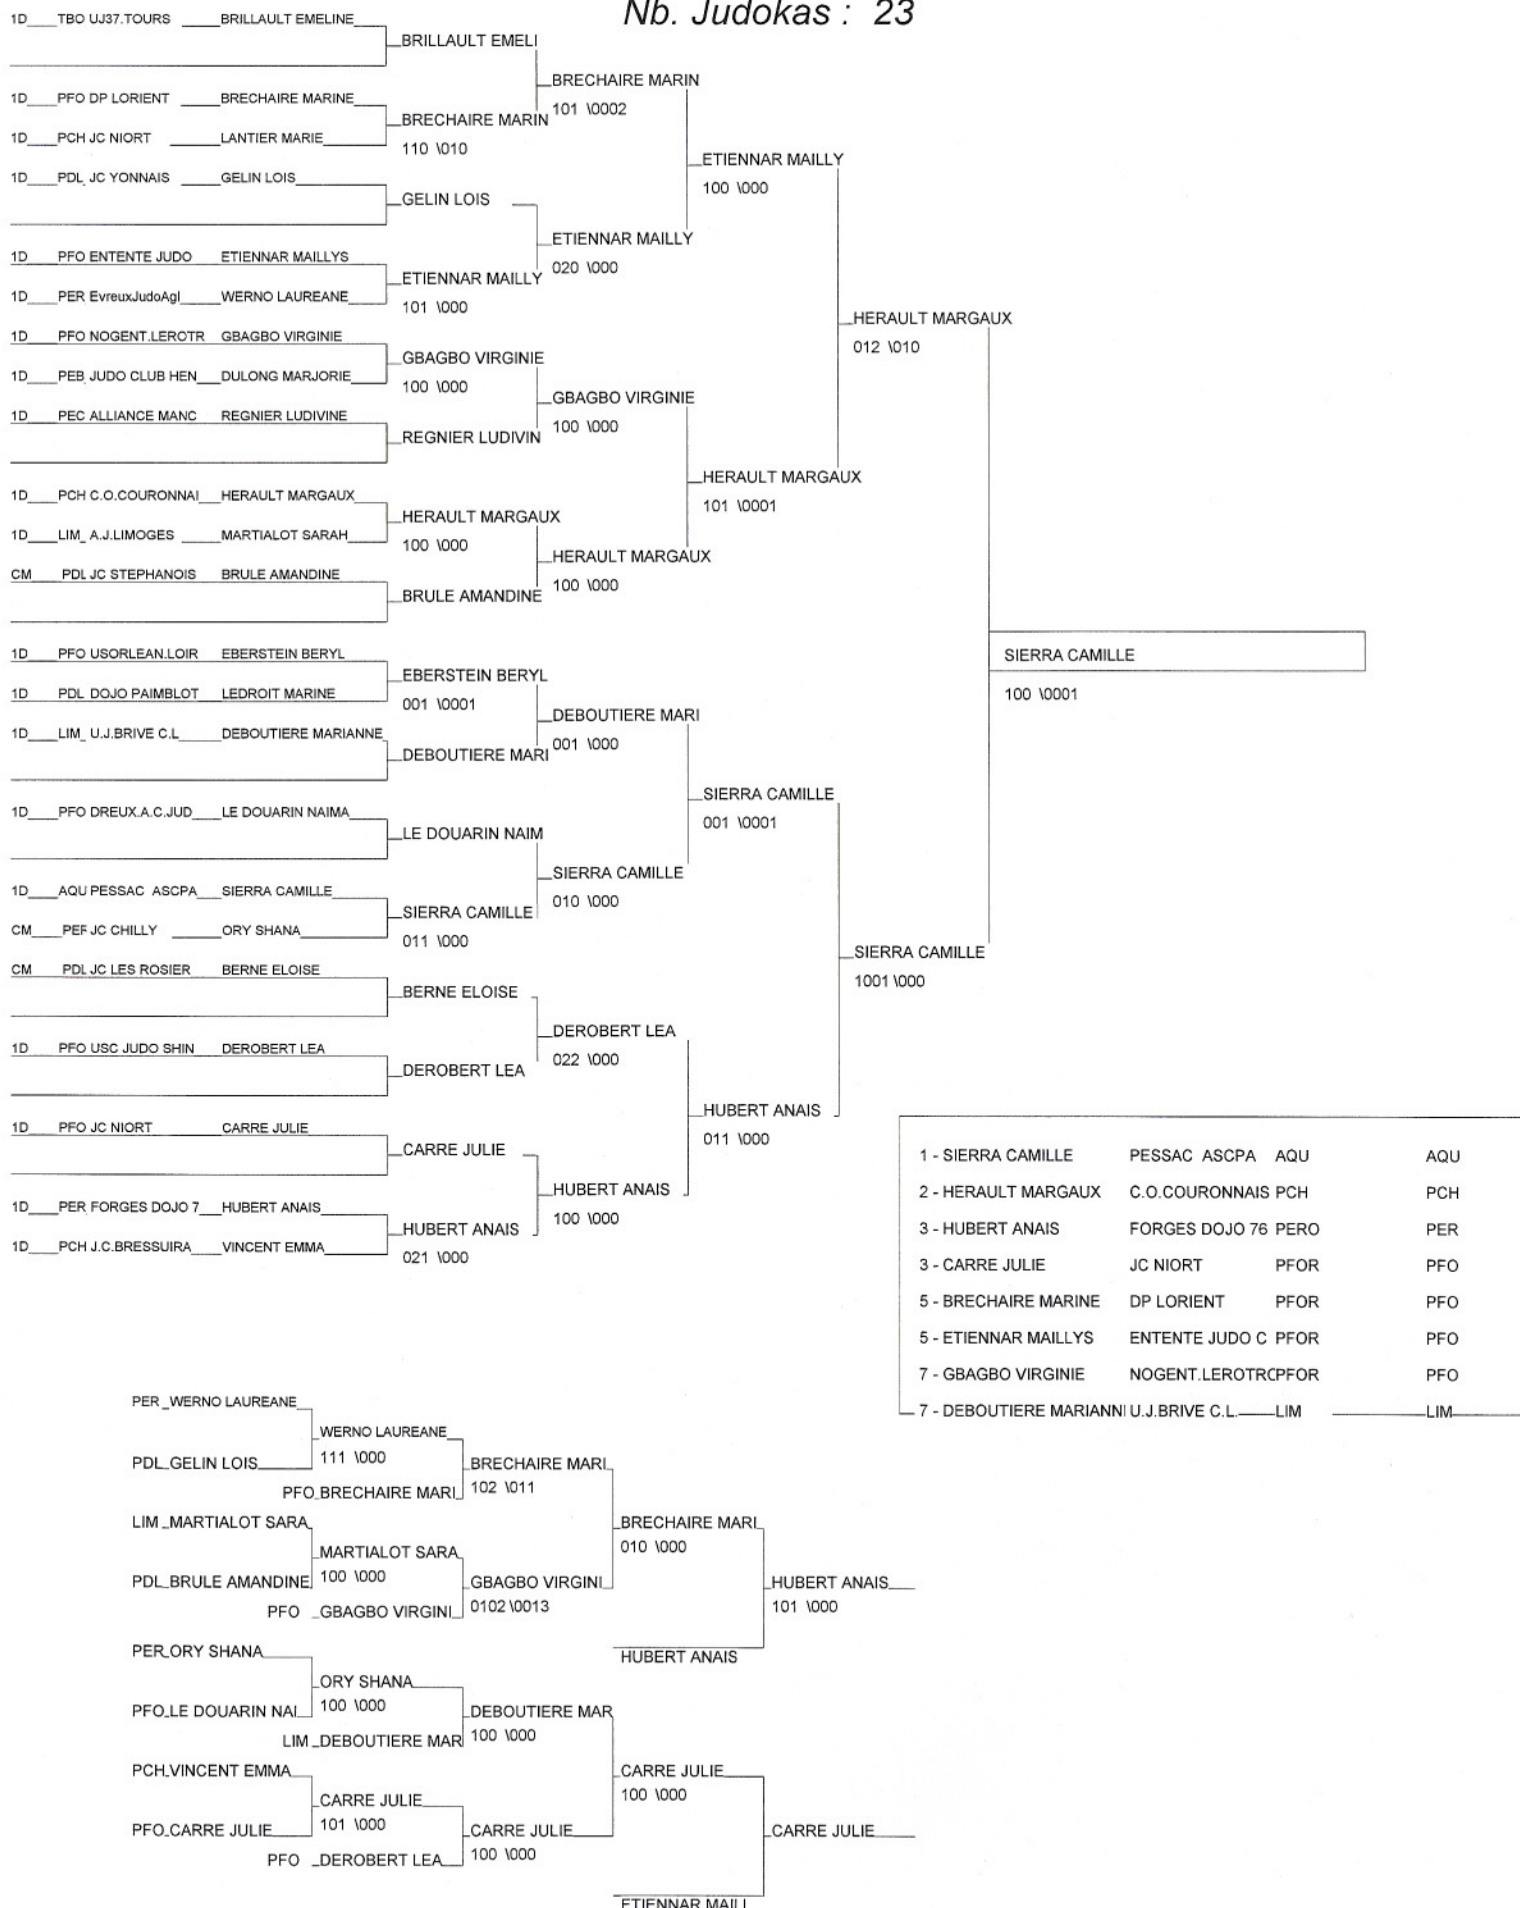 Nb. Judokas : 23
1D TBO UJ37.TOURS BRILLAULT EMELINE
BRILLAULT EMELI
BRECHAIRE MARIN
101 \0002
1D PFO DP LORIENT BRECHAIRE MARINE
BRECHAIRE MARIN
110 \010
1D PCH JC NIORT LANTIER MARIE
ETIENNAR MAILLY
100 \000
1D PDL JC YONNAIS GELIN LOIS
GELIN LOIS
ETIENNAR MAILLY
020 \000
1D PFO ENTENTE JUDO ETIENNAR MAILLYS
ETIENNAR MAILLY
101 \000
1D PER EvreuxJudoAgl WERNO LAUREANE
HERAULT MARGAUX
012 \010
1D PFO NOGENT.LEROTR GBAGBO VIRGINIE
GBAGBO VIRGINIE
100 \000
1D PEB JUDO CLUB HEN DULONG MARJORIE
GBAGBO VIRGINIE
100 \000
1D PEC ALLIANCE MANC REGNIER LUDIVINE
REGNIER LUDIVIN
HERAULT MARGAUX
101 \0001
1D PCH C.O.COURONNAI HERAULT MARGAUX
HERAULT MARGAUX
100 \000
1D LIM A.J.LIMOGES MARTIALOT SARAH
HERAULT MARGAUX
100 \000
CM PDL JC STEPHANOIS BRULE AMANDINE
BRULE AMANDINE
SIERRA CAMILLE
100 \0001
1D PFO USORLEAN.LOIR EBERSTEIN BERYL
EBERSTEIN BERYL
001 \0001
1D PDL DOJO PAIMBLOT LEDROIT MARINE
DEBOUTIERE MARI
001 \000
1D LIM U.J.BRIVE C.L DEBOUTIERE MARIANNE
DEBOUTIERE MARI
SIERRA CAMILLE
001 \0001
1D PFO DREUX.A.C.JUD LE DOUARIN NAIMA
LE DOUARIN NAIM
SIERRA CAMILLE
010 \000
1D AQU PESSAC ASCPA SIERRA CAMILLE
SIERRA CAMILLE
011 \000
CM PER JC CHILLY ORY SHANA
SIERRA CAMILLE
1001 \000
CM PDL JC LES ROSIER BERNE ELOISE
BERNE ELOISE
DEROBERT LEA
022 \000
1D PFO USC JUDO SHIN DEROBERT LEA
DEROBERT LEA
HUBERT ANAIS
011 \000
1D PFO JC NIORT CARRE JULIE
CARRE JULIE
HUBERT ANAIS
100 \000
1D PER FORGES DOJO 7 HUBERT ANAIS
HUBERT ANAIS
021 \000
1D PCH J.C.BRESSUIRA VINCENT EMMA
1 - SIERRA CAMILLE PESSAC ASCPA AQU AQU
2 - HERAULT MARGAUX C.O.COURONNAIS PCH PCH
3 - HUBERT ANAIS FORGES DOJO 76 PERO PER
3 - CARRE JULIE JC NIORT PFOR PFO
5 - BRECHAIRE MARINE DP LORIENT PFOR PFO
5 - ETIENNAR MAILLYS ENTENTE JUDO C PFOR PFO
7 - GBAGBO VIRGINIE NOGENT.LEROTRC PFOR PFO
7 - DEBOUTIERE MARIANNI U.J.BRIVE C.L. LIM LIM
PER WERNO LAUREANE
WERNO LAUREANE
111 \000
PDL GELIN LOIS
BRECHAIRE MARI
102 \011
PFO BRECHAIRE MARI
LIM MARTIALOT SARA
BRECHAIRE MARI
010 \000
MARTIALOT SARA
100 \000
PDL BRULE AMANDINE
GBAGBO VIRGINI
0102 \0013
PFO GBAGBO VIRGINI
HUBERT ANAIS
101 \000
HUBERT ANAIS
PER ORY SHANA
ORY SHANA
100 \000
PFO LE DOUARIN NAI
DEBOUTIERE MAR
100 \000
LIM DEBOUTIERE MAR
PCH VINCENT EMMA
CARRE JULIE
100 \000
CARRE JULIE
101 \000
PFO CARRE JULIE
CARRE JULIE
100 \000
PFO DEROBERT LEA
CARRE JULIE
ETIENNAR MAILL